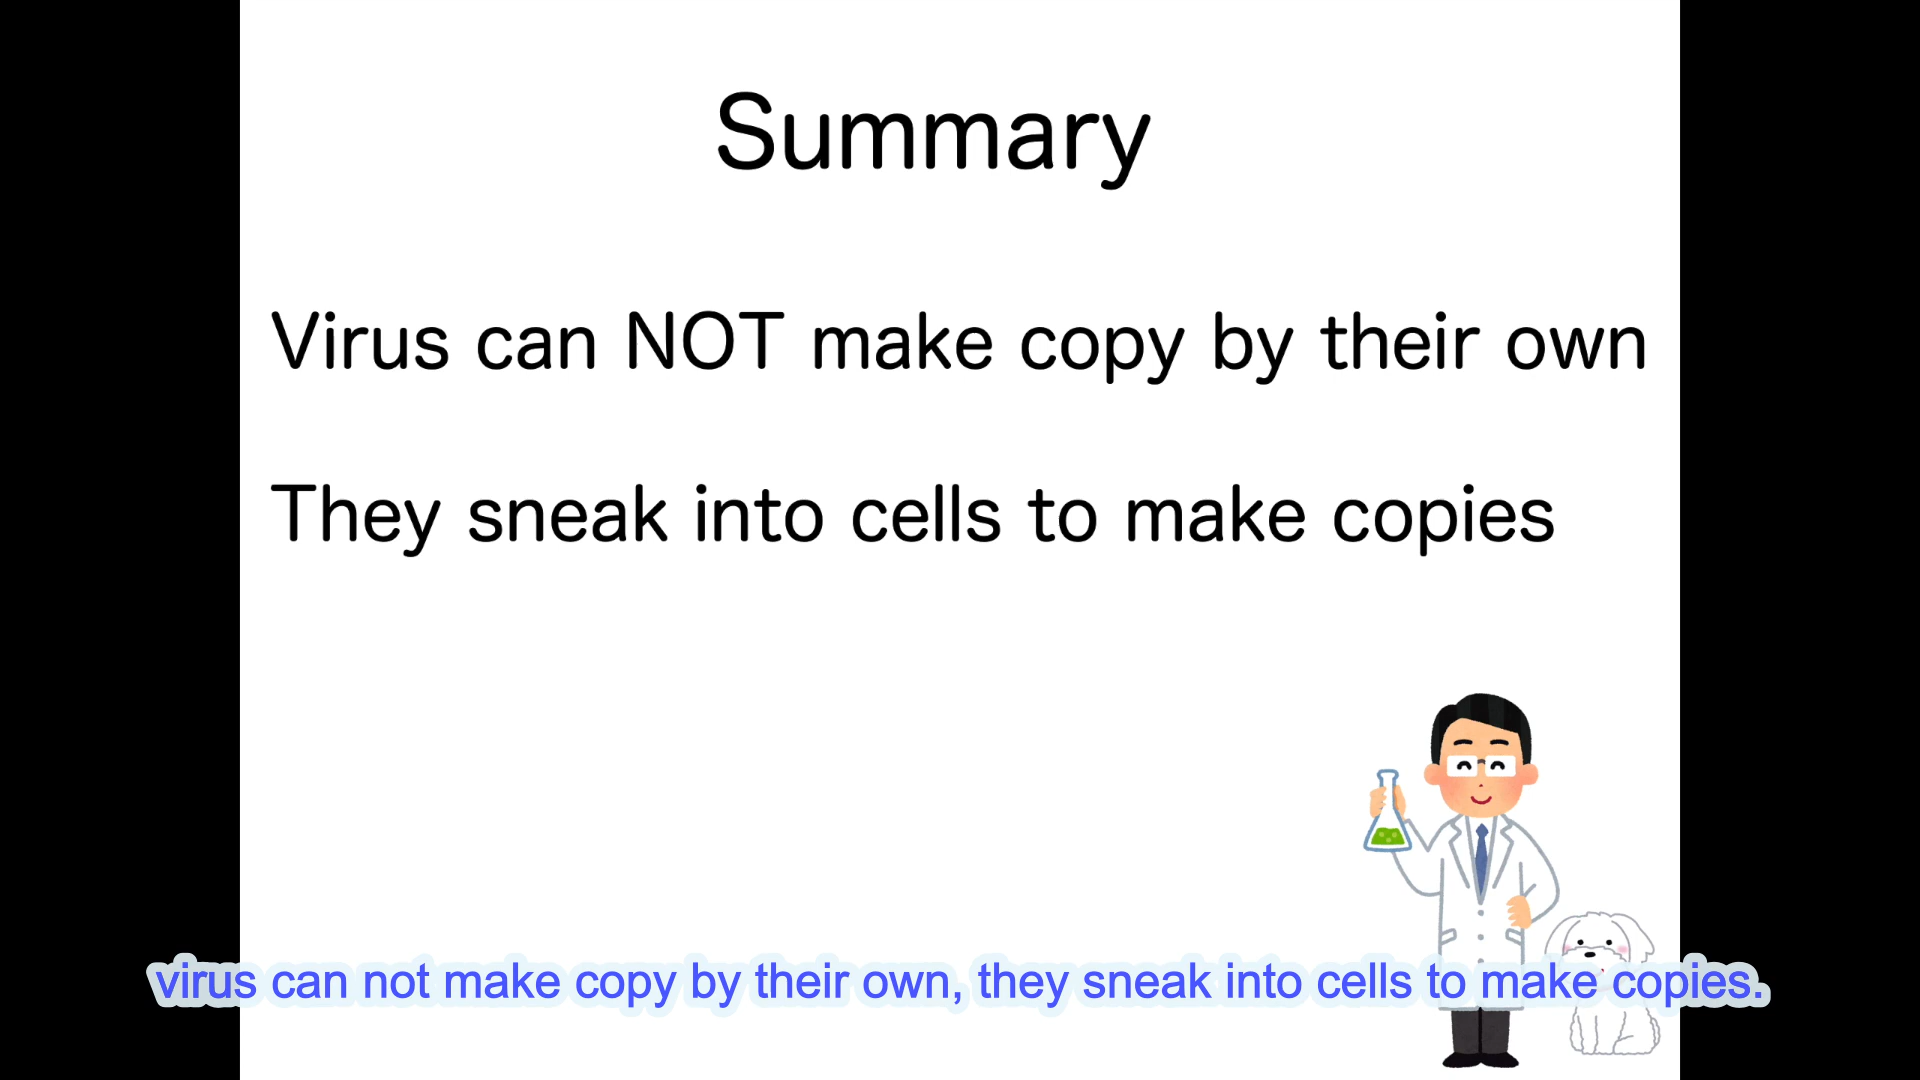 Summary
Virus can NOT make copy by their own
They sneak into cells to make copies
virus can not make copy by their own, they sneak into cells to make copies.